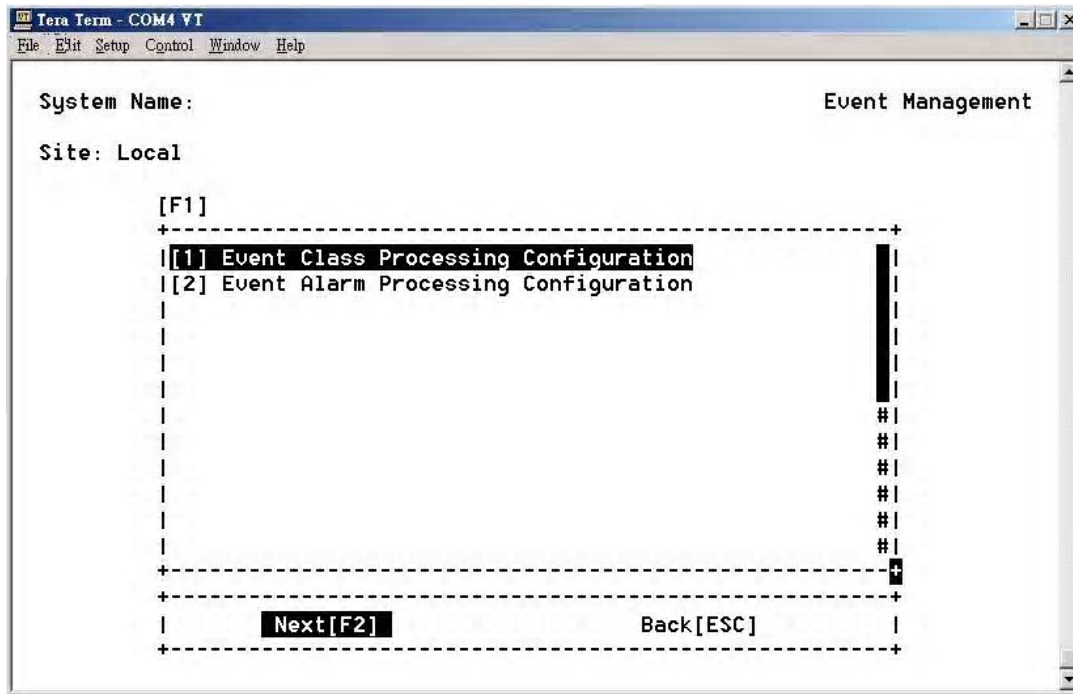 Tera Term - COM4 VT
File Edit Setup Control Window Help
System Name: Event Management
Site: Local
[F1]
[1] Event Class Processing Configuration
[2] Event Alarm Processing Configuration
Next[F2] Back[ESC]